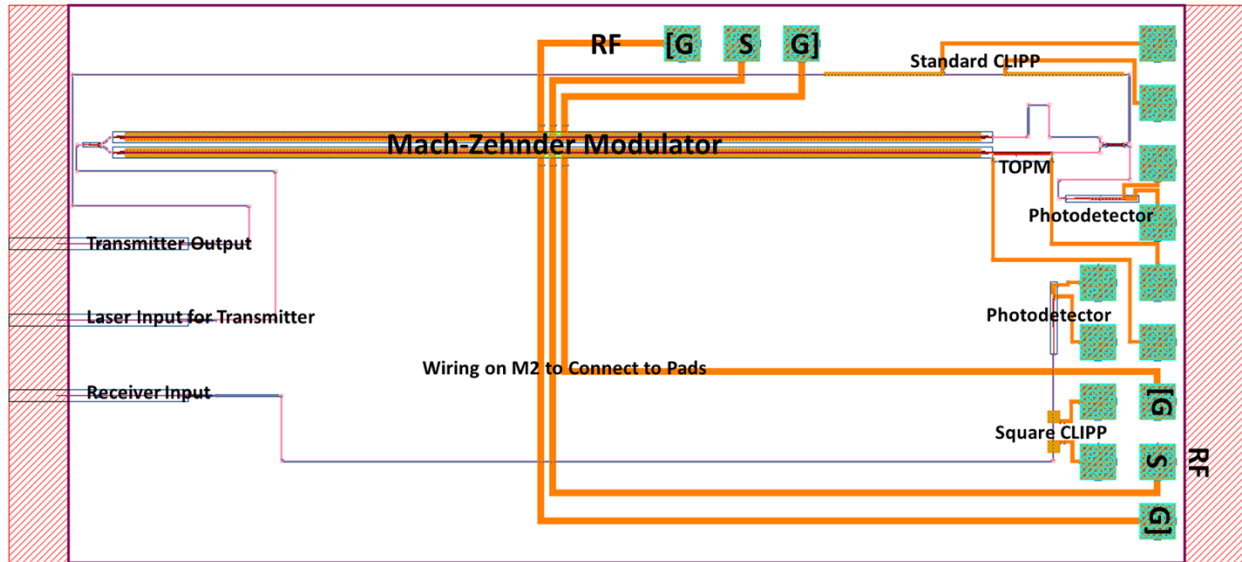 RF [G S G]
Standard CLIPP
Mach-Zehnder Modulator
TOPM
Photodetector
Transmitter Output
Laser Input for Transmitter
Photodetector
Wiring on M2 to Connect to Pads
Receiver Input
[G
Square CLIPP
S
RF
G]